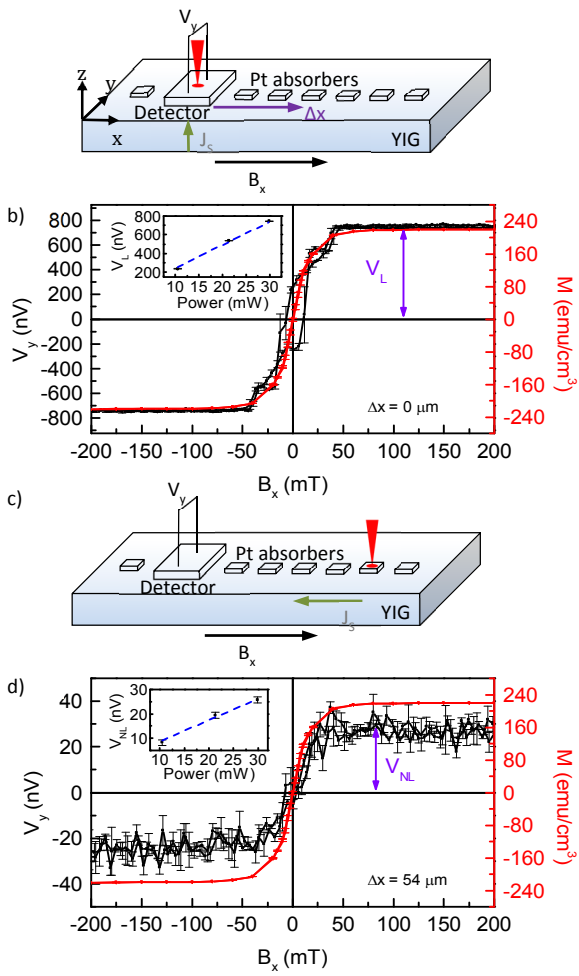 V_y
z
y
Pt absorbers
Detector
Δx
x
J_S
YIG
B_x
b)
800
600
400
200
0
-200
-400
-600
-800
V_y (nV)
800
600
400
200
V_L (nV)
10 15 20 25 30
Power (mW)
V_L
Δx = 0 μm
240
160
80
0
-80
-160
-240
M (emu/cm³)
-200 -150 -100 -50 0 50 100 150 200
B_x (mT)
c)
V_y
Pt absorbers
Detector
J_S
YIG
B_x
d)
40
20
0
-20
-40
V_y (nV)
30
20
10
V_NL (nV)
10 15 20 25 30
Power (mW)
V_NL
Δx = 54 μm
240
160
80
0
-80
-160
-240
M (emu/cm³)
-200 -150 -100 -50 0 50 100 150 200
B_x (mT)